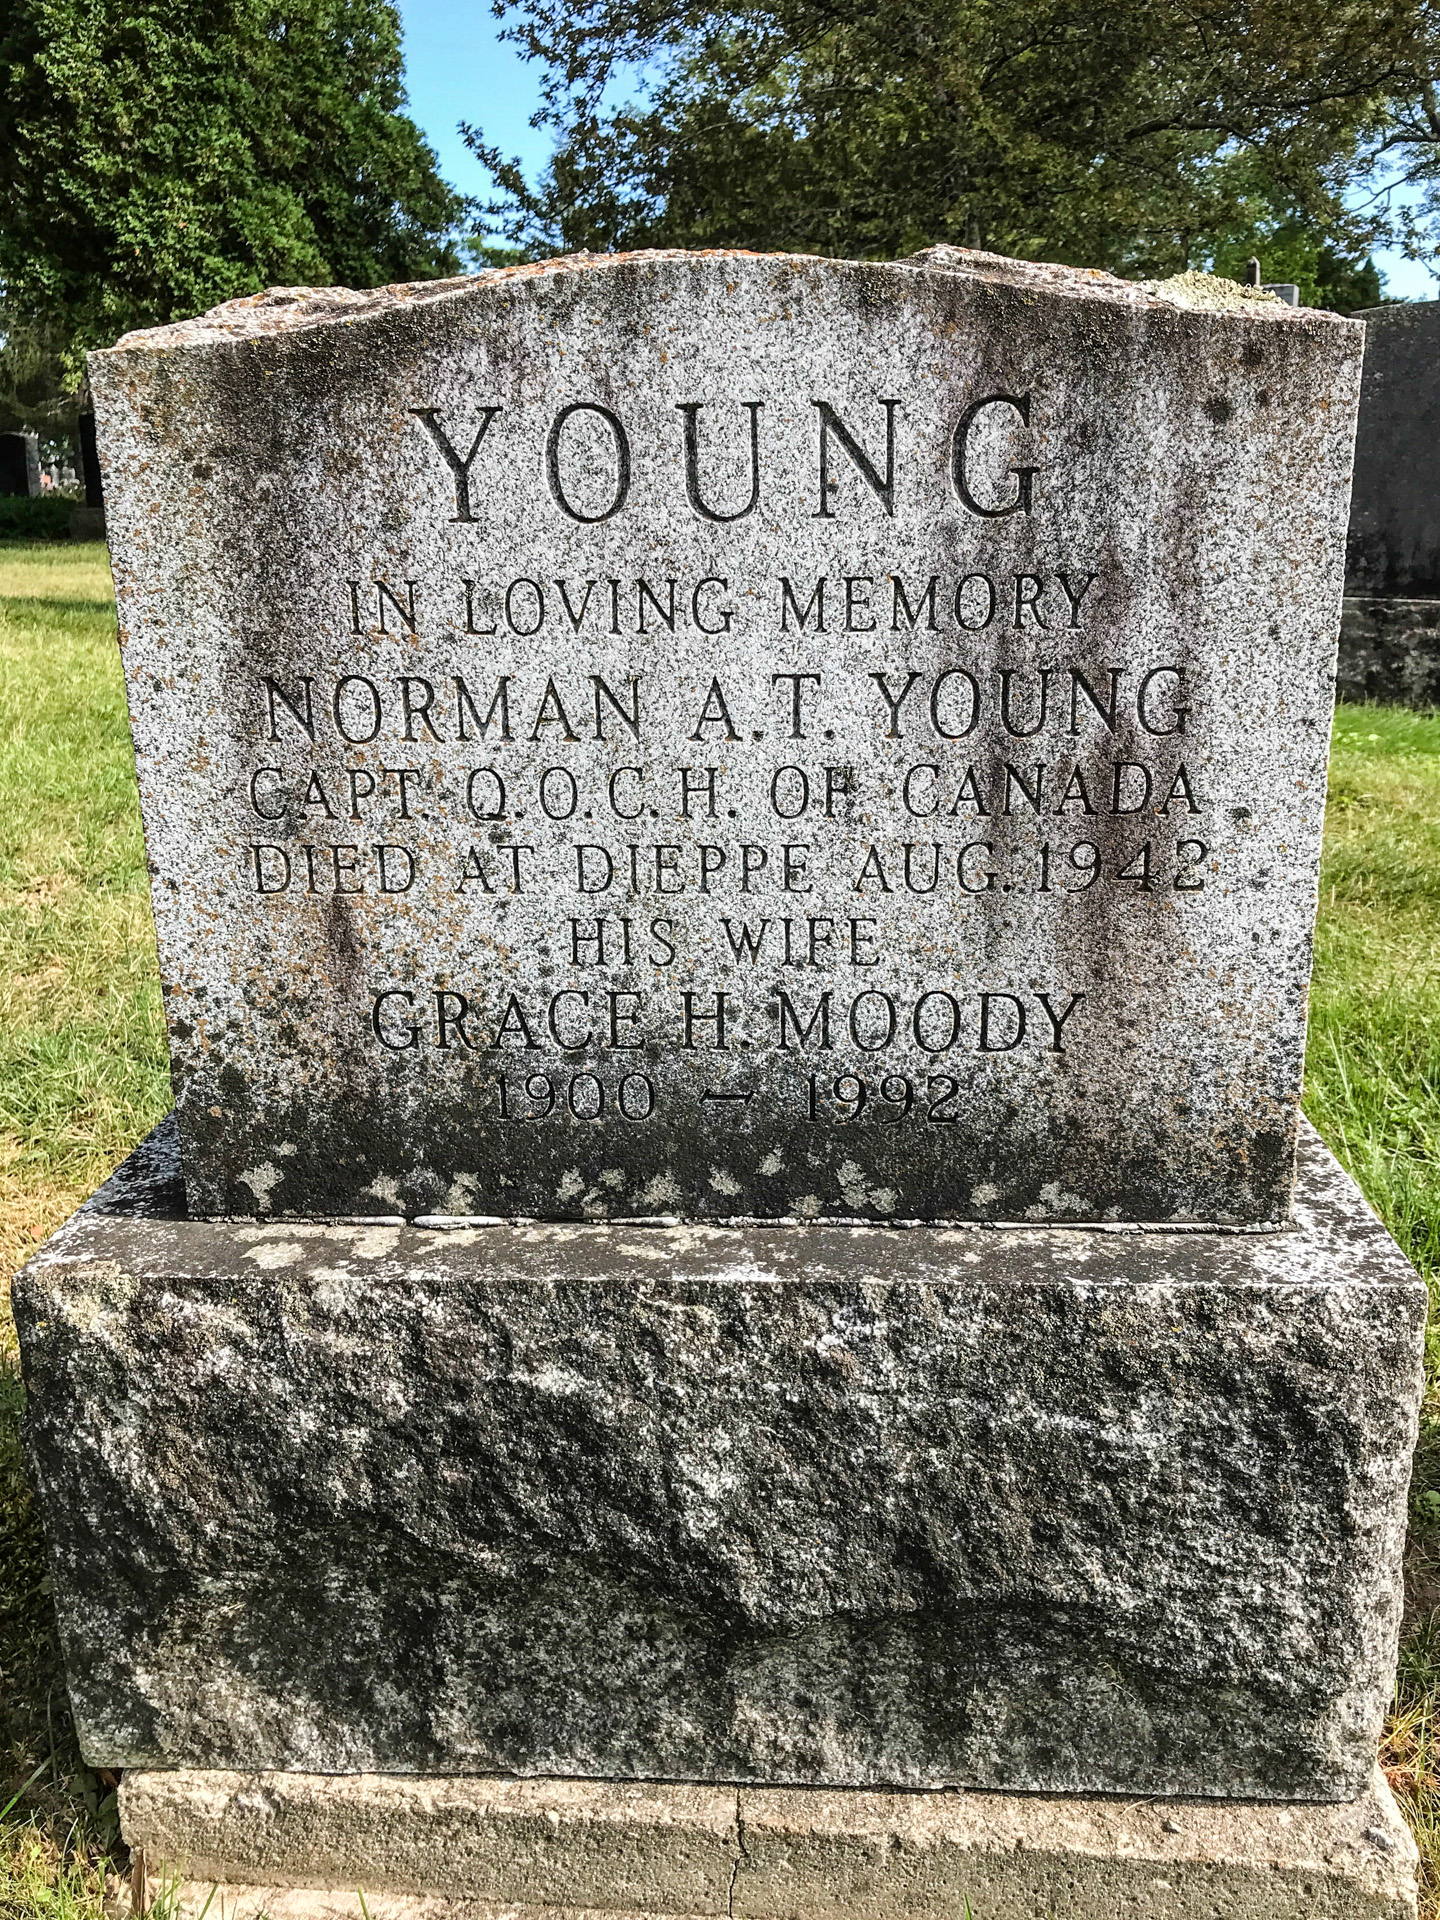 YOUNG
IN LOVING MEMORY
NORMAN A.T. YOUNG
CAPT. Q.O.C.H. OF CANADA
DIED AT DIEPPE AUG. 1942
HIS WIFE
GRACE H. MOODY
1900 – 1992